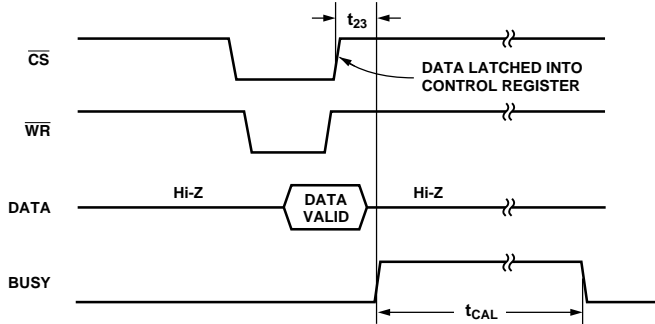 t23
CS
DATA LATCHED INTO
CONTROL REGISTER
WR
Hi-Z
Hi-Z
DATA
DATA
VALID
BUSY
tCAL